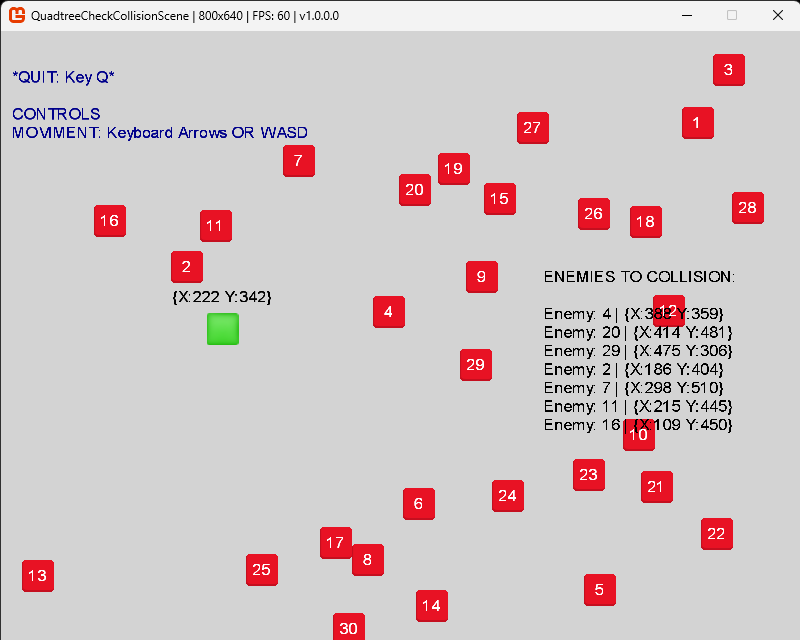 QuadtreeCheckCollisionScene | 800x640 | FPS: 60 | v1.0.0.0
3
*QUIT: Key Q*
CONTROLS
MOVIMENT: Keyboard Arrows OR WASD
1
27
7
19
20
15
16
11
26
18
28
2
9
ENEMIES TO COLLISION:
{X:222 Y:342}
4
12
Enemy: 4 | {X:388 Y:359}
Enemy: 20 | {X:414 Y:481}
Enemy: 29 | {X:475 Y:306}
29
Enemy: 2 | {X:186 Y:404}
Enemy: 7 | {X:298 Y:510}
Enemy: 11 | {X:215 Y:445}
Enemy: 16 | {X:109 Y:450}
10
23
21
24
6
22
17
8
25
13
5
14
30